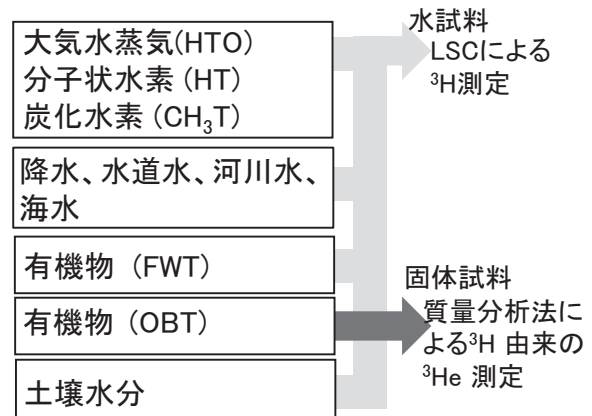 大気水蒸気(HTO)
分子状水素 (HT)
炭化水素 (CH₃T)
降水、水道水、河川水、
海水
有機物 (FWT)
有機物 (OBT)
土壌水分
水試料
LSCによる
³H測定
固体試料
質量分析法に
よる³H 由来の
³He 測定